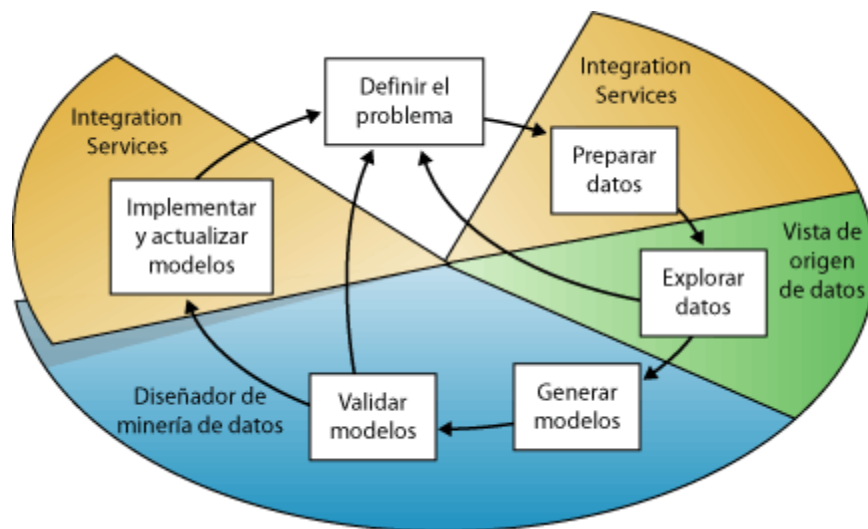 Definir el
problema
Integration
Services
Preparar
datos
Vista de
origen
de datos
Explorar
datos
Generar
modelos
Validar
modelos
Diseñador de
minería de datos
Implementar
y actualizar
modelos
Integration
Services